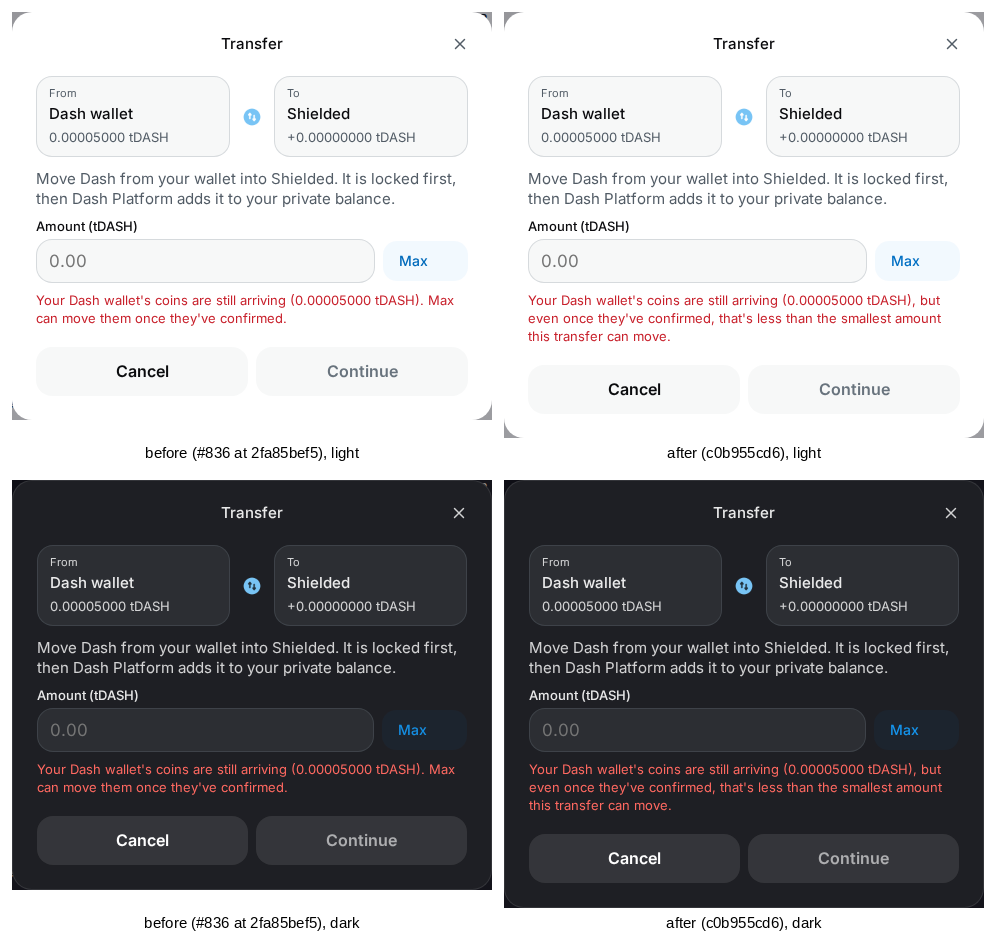 Transfer
From
Dash wallet
0.00005000 tDASH
To
Shielded
+0.00000000 tDASH
Move Dash from your wallet into Shielded. It is locked first,
then Dash Platform adds it to your private balance.
Amount (tDASH)
0.00
Max
Your Dash wallet's coins are still arriving (0.00005000 tDASH). Max
can move them once they've confirmed.
Cancel
Continue
before (#836 at 2fa85bef5), light
Transfer
From
Dash wallet
0.00005000 tDASH
To
Shielded
+0.00000000 tDASH
Move Dash from your wallet into Shielded. It is locked first,
then Dash Platform adds it to your private balance.
Amount (tDASH)
0.00
Max
Your Dash wallet's coins are still arriving (0.00005000 tDASH), but
even once they've confirmed, that's less than the smallest amount
this transfer can move.
Cancel
Continue
after (c0b955cd6), light
Transfer
From
Dash wallet
0.00005000 tDASH
To
Shielded
+0.00000000 tDASH
Move Dash from your wallet into Shielded. It is locked first,
then Dash Platform adds it to your private balance.
Amount (tDASH)
0.00
Max
Your Dash wallet's coins are still arriving (0.00005000 tDASH). Max
can move them once they've confirmed.
Cancel
Continue
before (#836 at 2fa85bef5), dark
Transfer
From
Dash wallet
0.00005000 tDASH
To
Shielded
+0.00000000 tDASH
Move Dash from your wallet into Shielded. It is locked first,
then Dash Platform adds it to your private balance.
Amount (tDASH)
0.00
Max
Your Dash wallet's coins are still arriving (0.00005000 tDASH), but
even once they've confirmed, that's less than the smallest amount
this transfer can move.
Cancel
Continue
after (c0b955cd6), dark